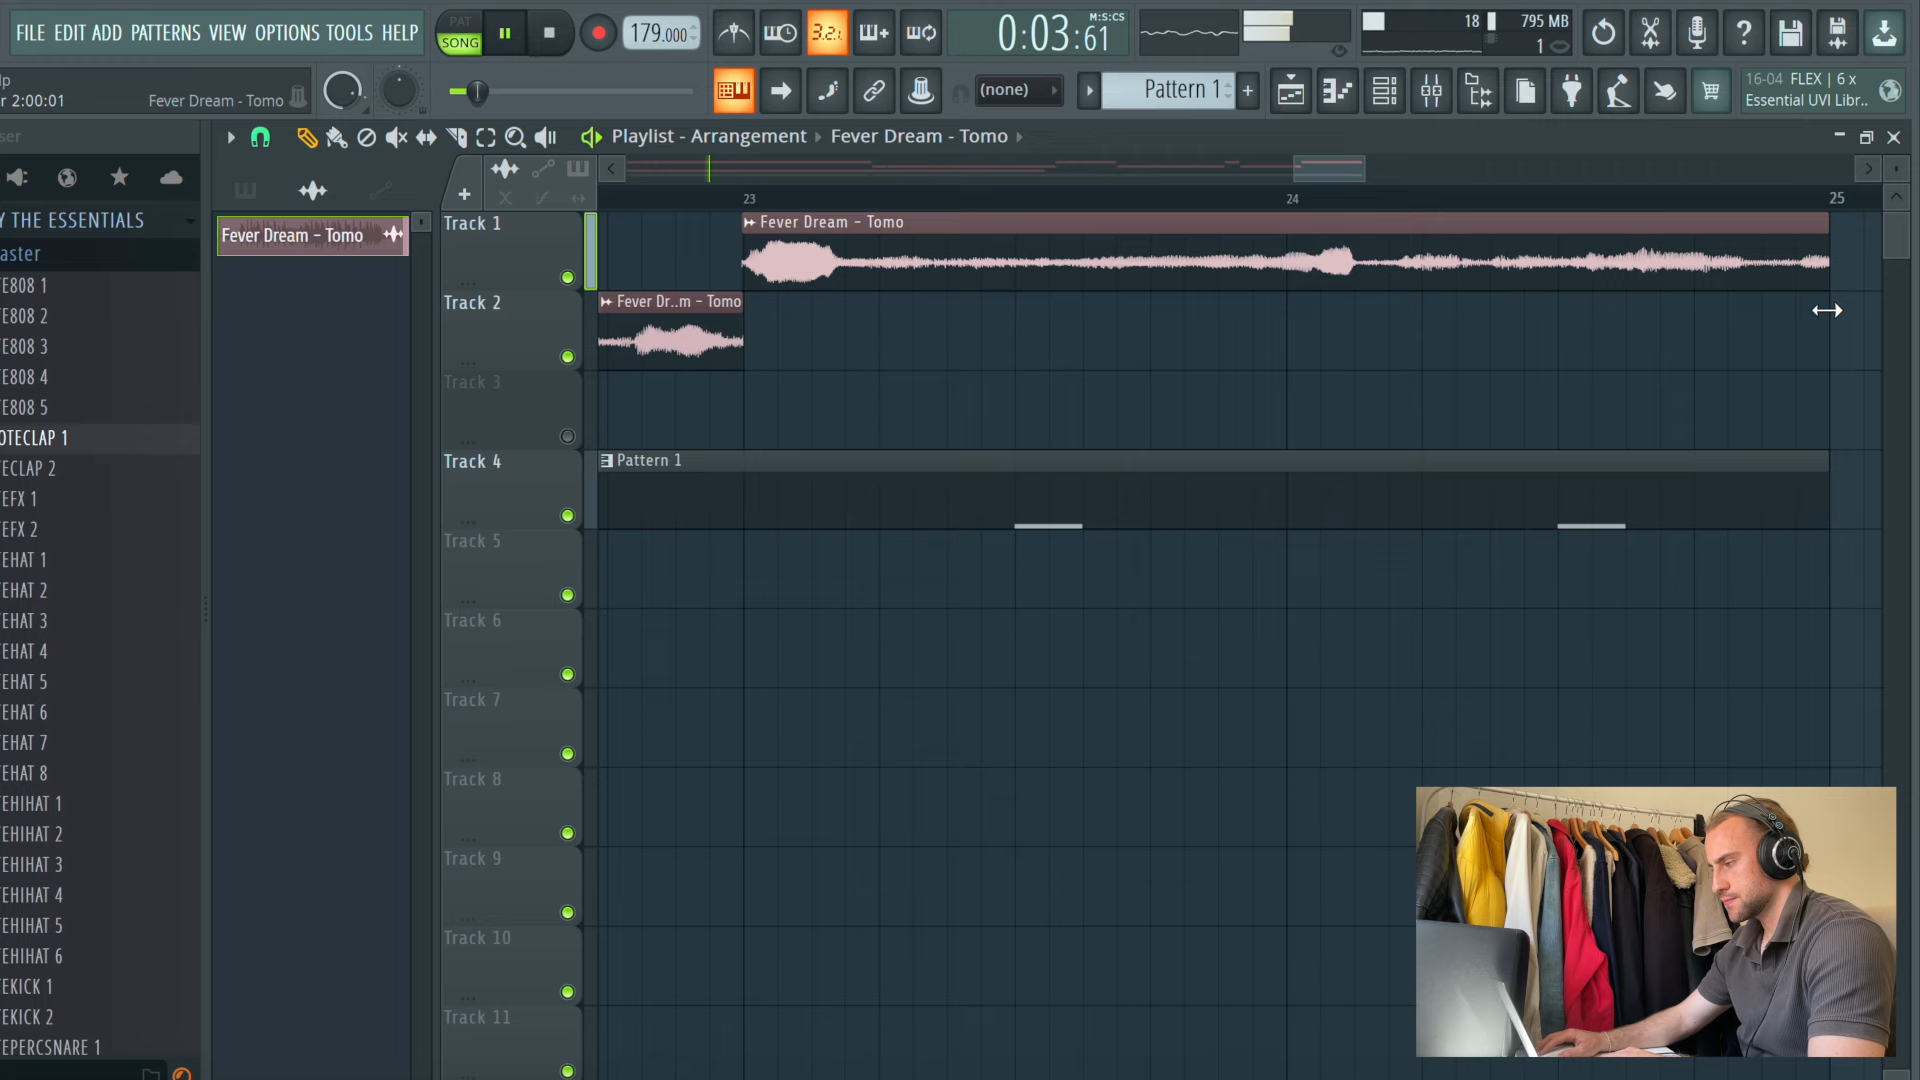 FILE EDIT ADD PATTERNS VIEW OPTIONS TOOLS HELP
PAT
SONG
179.000
3.2.1
0:03:61
M:S:CS
18
795 MB
1
2:00:01
Fever Dream - Tomo
(none)
Pattern 1
16-04 FLEX | 6 x
Essential UVI Libr..
Playlist - Arrangement
Fever Dream - Tomo
23
24
25
THE ESSENTIALS
Fever Dream - Tomo
Track 1
Fever Dream - Tomo
Track 2
Fever Dr..m - Tomo
Track 3
Track 4
Pattern 1
Track 5
Track 6
Track 7
Track 8
Track 9
Track 10
Track 11
aster
E808 1
E808 2
E808 3
E808 4
E808 5
OTECLAP 1
ECLAP 2
EFX 1
EFX 2
EHAT 1
EHAT 2
EHAT 3
EHAT 4
EHAT 5
EHAT 6
EHAT 7
EHAT 8
EHIHAT 1
EHIHAT 2
EHIHAT 3
EHIHAT 4
EHIHAT 5
EHIHAT 6
EKICK 1
EKICK 2
EPERCSNARE 1